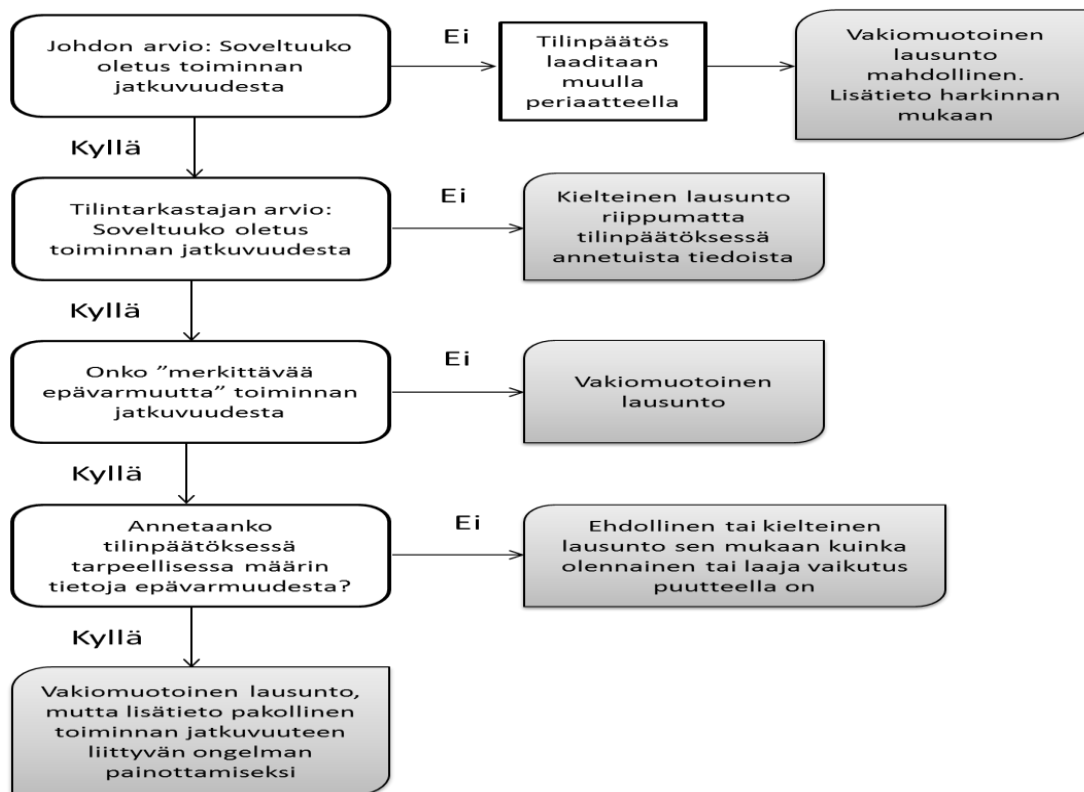 Johdon arvio: Soveltuuko
oletus toiminnan
jatkuvuudesta
Ei
Tilinpäätös
laaditaan
muulla
periaatteella
Vakiomuotoinen
lausunto
mahdollinen.
Lisätieto harkinnan
mukaan
Kyllä
Tilintarkastajan arvio:
Soveltuuko oletus
toiminnan jatkuvuudesta
Ei
Kielteinen lausunto
riippumatta
tilinpäätöksessä
annetuista tiedoista
Kyllä
Onko ”merkittävää
epävarmuutta” toiminnan
jatkuvuudesta
Ei
Vakiomuotoinen
lausunto
Kyllä
Annetaanko
tilinpäätöksessä
tarpeellisessa määrin
tietoja epävarmuudesta?
Ei
Ehdollinen tai kielteinen
lausunto sen mukaan kuinka
olennainen tai laaja vaikutus
puutteella on
Kyllä
Vakiomuotoinen lausunto,
mutta lisätieto pakollinen
toiminnan jatkuvuuteen
liittyvän ongelman
painottamiseksi